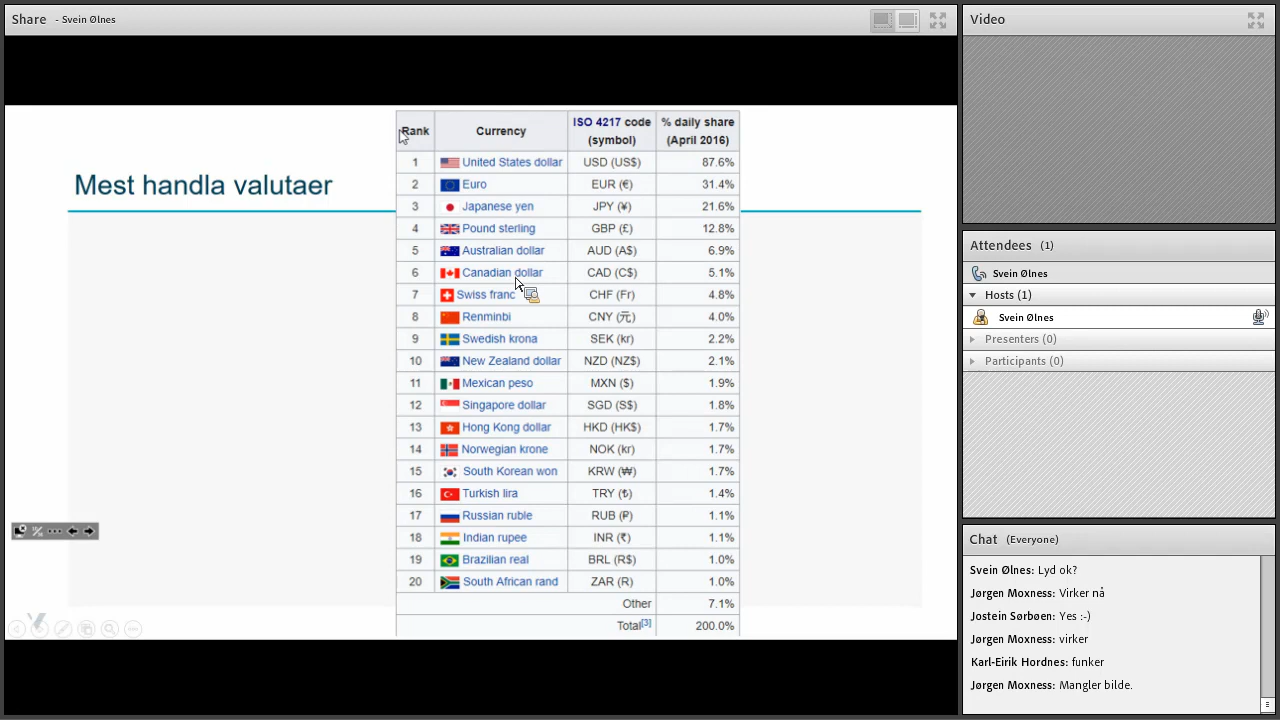 Share - Svein Ølnes
Mest handla valutaer
Rank Currency ISO 4217 code (symbol) % daily share (April 2016)
1 United States dollar USD (US$) 87.6%
2 Euro EUR (€) 31.4%
3 Japanese yen JPY (¥) 21.6%
4 Pound sterling GBP (£) 12.8%
5 Australian dollar AUD (A$) 6.9%
6 Canadian dollar CAD (C$) 5.1%
7 Swiss franc CHF (Fr) 4.8%
8 Renminbi CNY (元) 4.0%
9 Swedish krona SEK (kr) 2.2%
10 New Zealand dollar NZD (NZ$) 2.1%
11 Mexican peso MXN ($) 1.9%
12 Singapore dollar SGD (S$) 1.8%
13 Hong Kong dollar HKD (HK$) 1.7%
14 Norwegian krone NOK (kr) 1.7%
15 South Korean won KRW (₩) 1.7%
16 Turkish lira TRY (₺) 1.4%
17 Russian ruble RUB (₽) 1.1%
18 Indian rupee INR (₹) 1.1%
19 Brazilian real BRL (R$) 1.0%
20 South African rand ZAR (R) 1.0%
Other 7.1%
Total[3] 200.0%
Video
Attendees (1)
Svein Ølnes
Hosts (1)
Svein Ølnes
Presenters (0)
Participants (0)
Chat (Everyone)
Svein Ølnes: Lyd ok?
Jørgen Moxness: Virker nå
Jostein Sørbøen: Yes :-)
Jørgen Moxness: virker
Karl-Eirik Hordnes: funker
Jørgen Moxness: Mangler bilde.